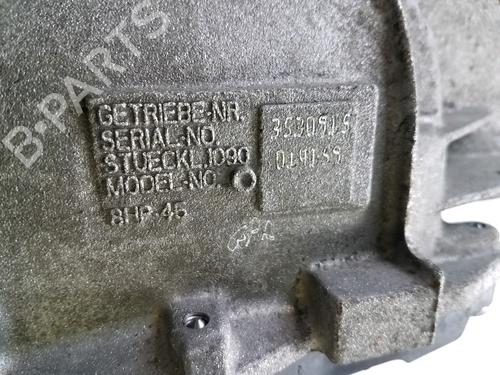 B-PARTS
GETRIEBE-NR.
SERIAL-NO.
STUECKL.1090
MODEL-NO.
8HP-45